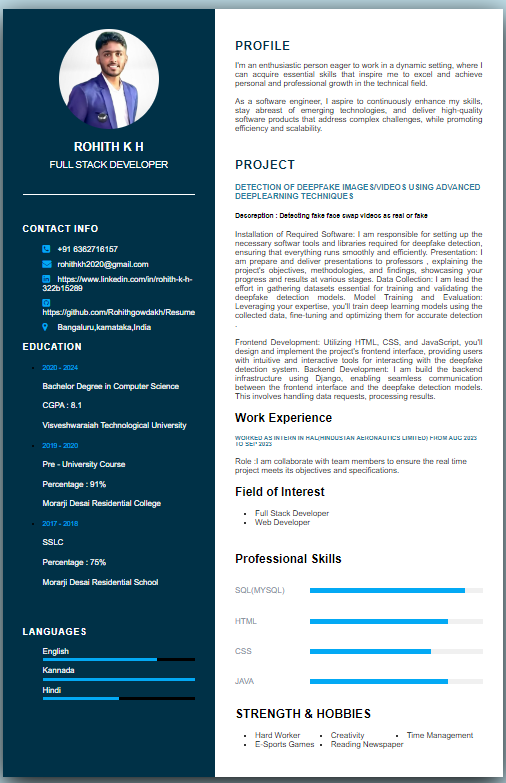 ROHITH K H
FULL STACK DEVELOPER
CONTACT INFO
+91 6362716157
rohithkh2020@gmail.com
https://www.linkedin.com/in/rohith-k-h-
322b15289
https://github.com/Rohithgowdakh/Resume
Bangaluru,karnataka,India
EDUCATION
2020 - 2024
Bachelor Degree in Computer Science
CGPA : 8.1
Visveshwaraiah Technological University
2019 - 2020
Pre - University Course
Percentage : 91%
Morarji Desai Residential College
2017 - 2018
SSLC
Percentage : 75%
Morarji Desai Residential School
LANGUAGES
English
Kannada
Hindi
PROFILE
I'm an enthusiastic person eager to work in a dynamic setting, where I
can acquire essential skills that inspire me to excel and achieve
personal and professional growth in the technical field.
As a software engineer, I aspire to continuously enhance my skills,
stay abreast of emerging technologies, and deliver high-quality
software products that address complex challenges, while promoting
efficiency and scalability.
PROJECT
DETECTION OF DEEPFAKE IMAGES/VIDEOS USING ADVANCED
DEEPLEARNING TECHNIQUES
Descreption : Detecting fake face swap videos as real or fake
Installation of Required Software: I am responsible for setting up the
necessary softwar tools and libraries required for deepfake detection,
ensuring that everything runs smoothly and efficiently. Presentation: I
am prepare and deliver presentations to professors , explaining the
project's objectives, methodologies, and findings, showcasing your
progress and results at various stages. Data Collection: I am lead the
effort in gathering datasets essential for training and validating the
deepfake detection models. Model Training and Evaluation:
Leveraging your expertise, you'll train deep learning models using the
collected data, fine-tuning and optimizing them for accurate detection
.
Frontend Development: Utilizing HTML, CSS, and JavaScript, you'll
design and implement the project's frontend interface, providing users
with intuitive and interactive tools for interacting with the deepfake
detection system. Backend Development: I am build the backend
infrastructure using Django, enabling seamless communication
between the frontend interface and the deepfake detection models.
This involves handling data requests, processing results.
Work Experience
WORKED AS INTERN IN HAL(HINDUSTAN AERONAUTICS LIMITED) FROM AUG 2023
TO SEP 2023
Role :I am collaborate with team members to ensure the real time
project meets its objectives and specifications.
Field of Interest
Full Stack Developer
Web Developer
Professional Skills
SQL(MYSQL)
HTML
CSS
JAVA
STRENGTH & HOBBIES
Hard Worker Creativity Time Management
E-Sports Games Reading Newspaper